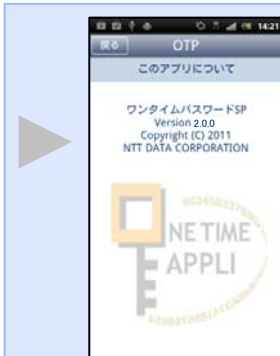 14:21
戻る OTP
このアプリについて
ワンタイムパスワードSP
Version 2.0.0
Copyright (C) 2011
NTT DATA CORPORATION
NE TIME
APPLI